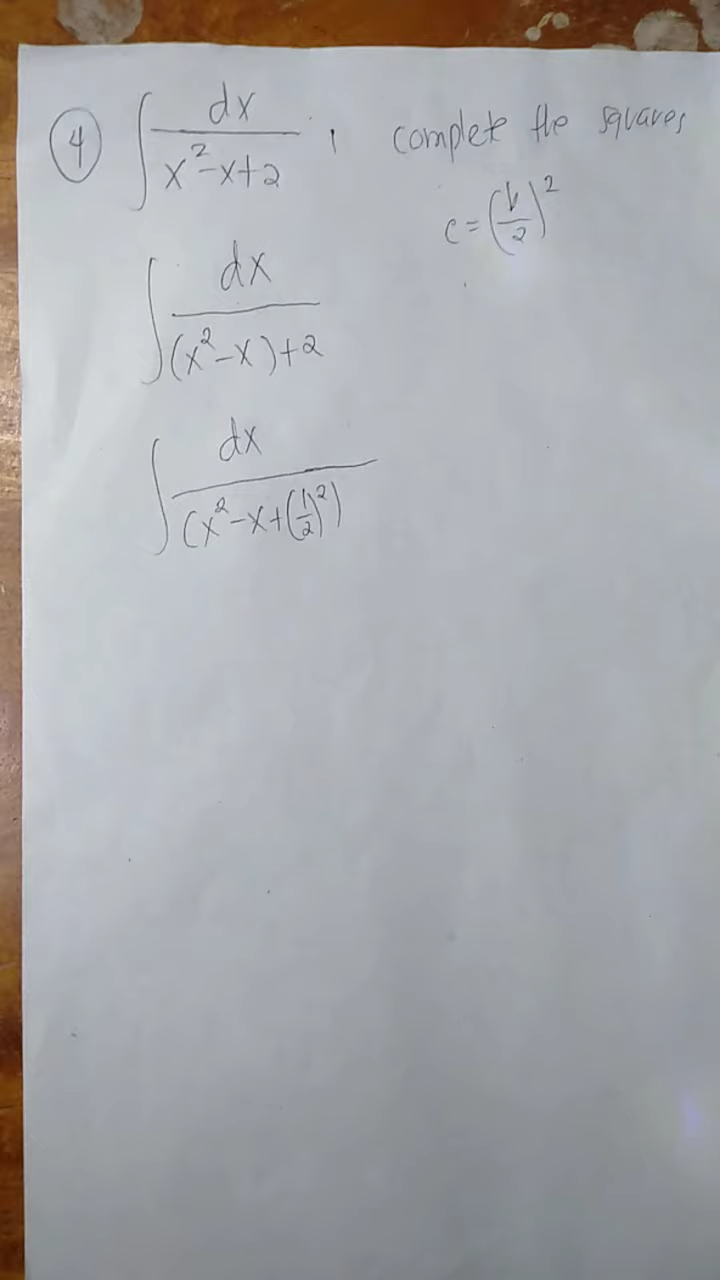 ④ ∫ dx / (x² - x + 2) , complete the squares
c = (b/2)²
∫ dx / ((x² - x) + 2)
∫ dx / (x² - x + (1/2)²)